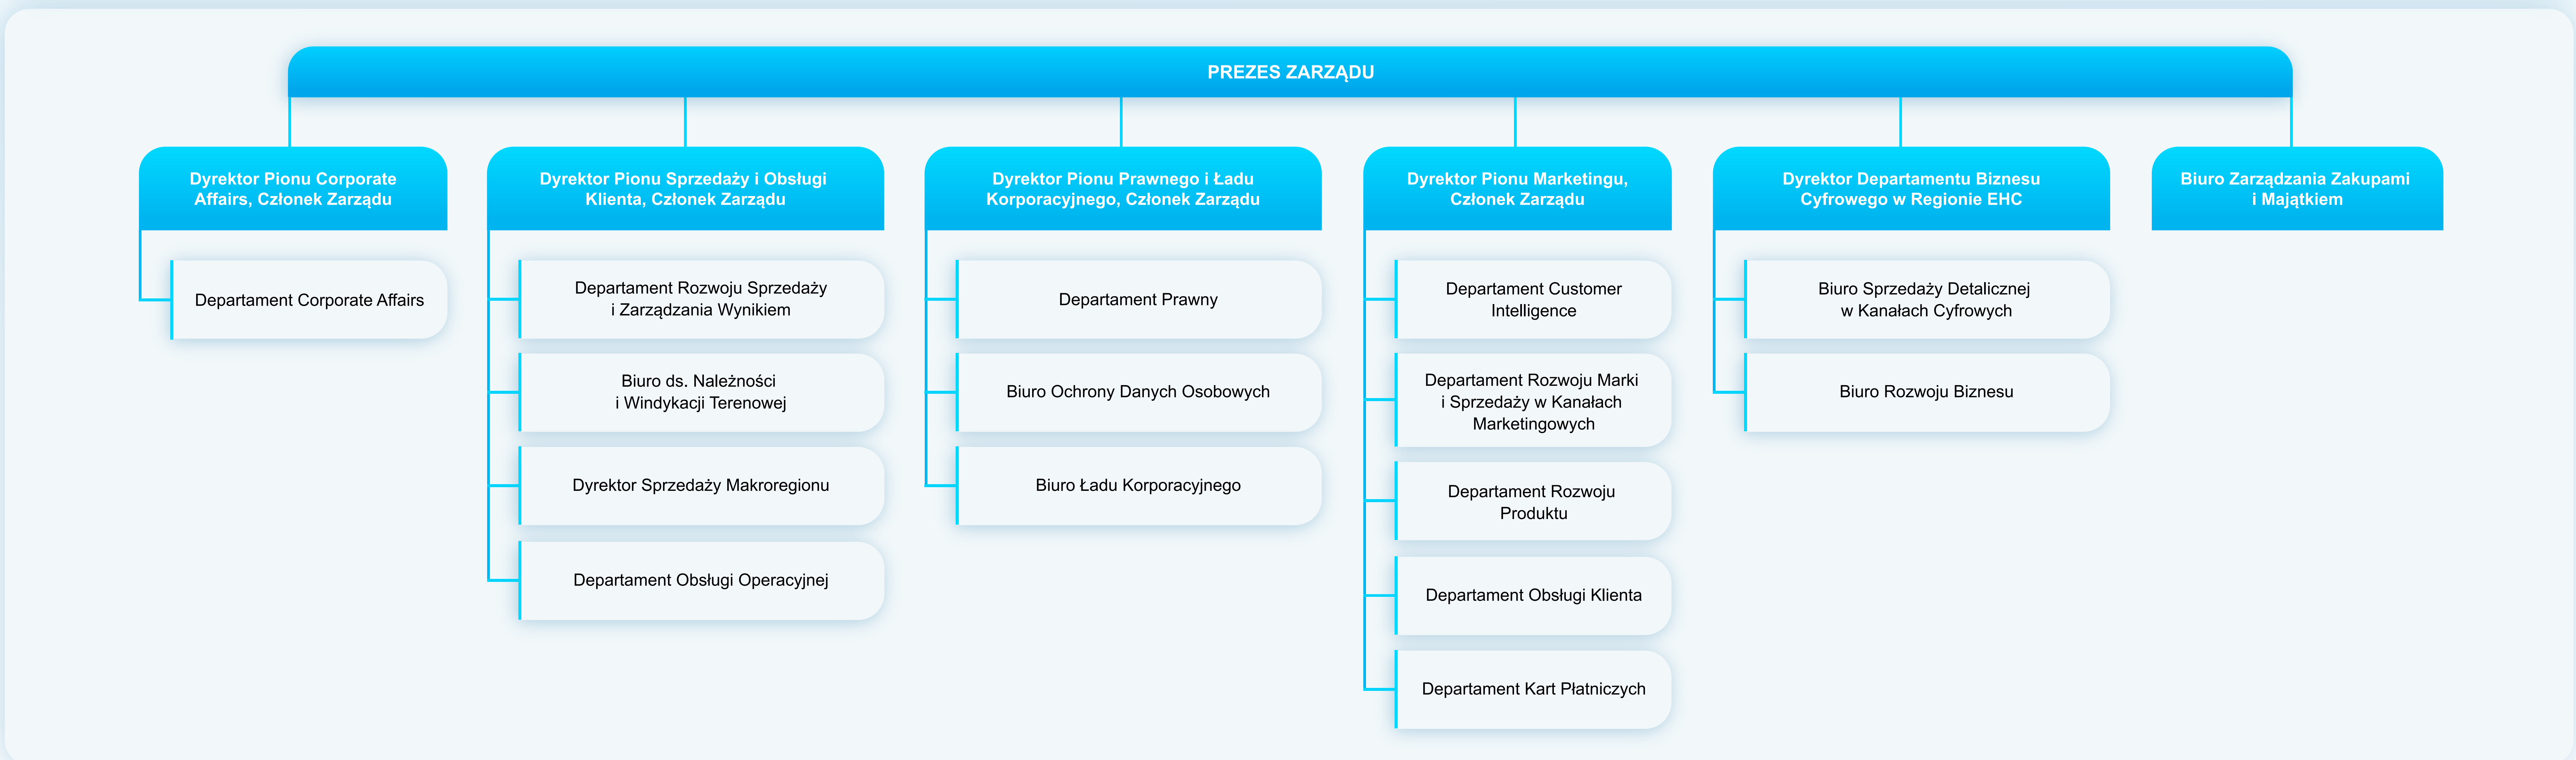 PREZES ZARZĄDU
Dyrektor Pionu Corporate
Affairs, Członek Zarządu
Departament Corporate Affairs
Dyrektor Pionu Sprzedaży i Obsługi
Klienta, Członek Zarządu
Departament Rozwoju Sprzedaży
i Zarządzania Wynikiem
Biuro ds. Należności
i Windykacji Terenowej
Dyrektor Sprzedaży Makroregionu
Departament Obsługi Operacyjnej
Dyrektor Pionu Prawnego i Ładu
Korporacyjnego, Członek Zarządu
Departament Prawny
Biuro Ochrony Danych Osobowych
Biuro Ładu Korporacyjnego
Dyrektor Pionu Marketingu,
Członek Zarządu
Departament Customer
Intelligence
Departament Rozwoju Marki
i Sprzedaży w Kanałach
Marketingowych
Departament Rozwoju
Produktu
Departament Obsługi Klienta
Departament Kart Płatniczych
Dyrektor Departamentu Biznesu
Cyfrowego w Regionie EHC
Biuro Sprzedaży Detalicznej
w Kanałach Cyfrowych
Biuro Rozwoju Biznesu
Biuro Zarządzania Zakupami
i Majątkiem